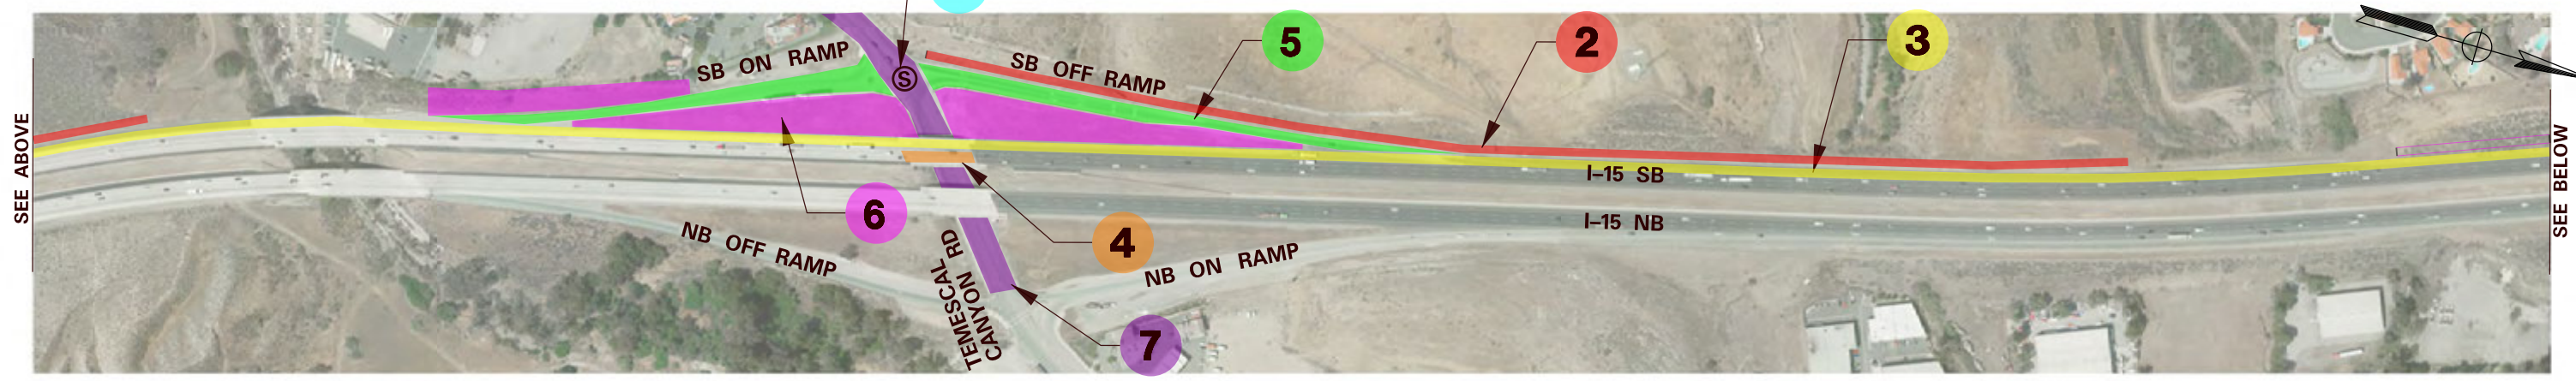 5
2
3
SB ON RAMP
SB OFF RAMP
S
SEE ABOVE
SEE BELOW
I-15 SB
6
I-15 NB
4
NB OFF RAMP
NB ON RAMP
TEMESCAL
CANYON RD
7